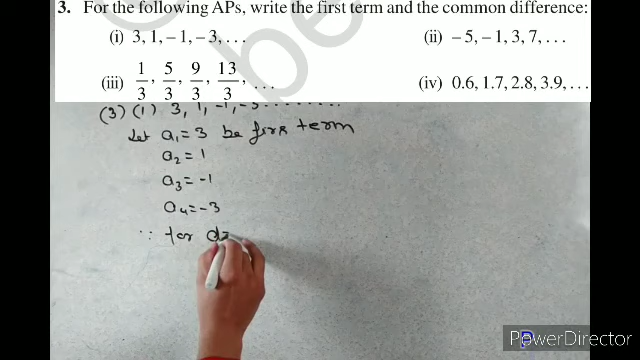 3. For the following APs, write the first term and the common difference:
(i) 3, 1, – 1, – 3, . . .
(ii) – 5, – 1, 3, 7, . . .
(iii) 1/3, 5/3, 9/3, 13/3, . . .
(iv) 0.6, 1.7, 2.8, 3.9, . . .
(3) (1) 3, 1, -1, -3 .........
Let a₁ = 3 be firs term
a₂ = 1
a₃ = -1
a₄ = -3
∵ for d=
PowerDirector